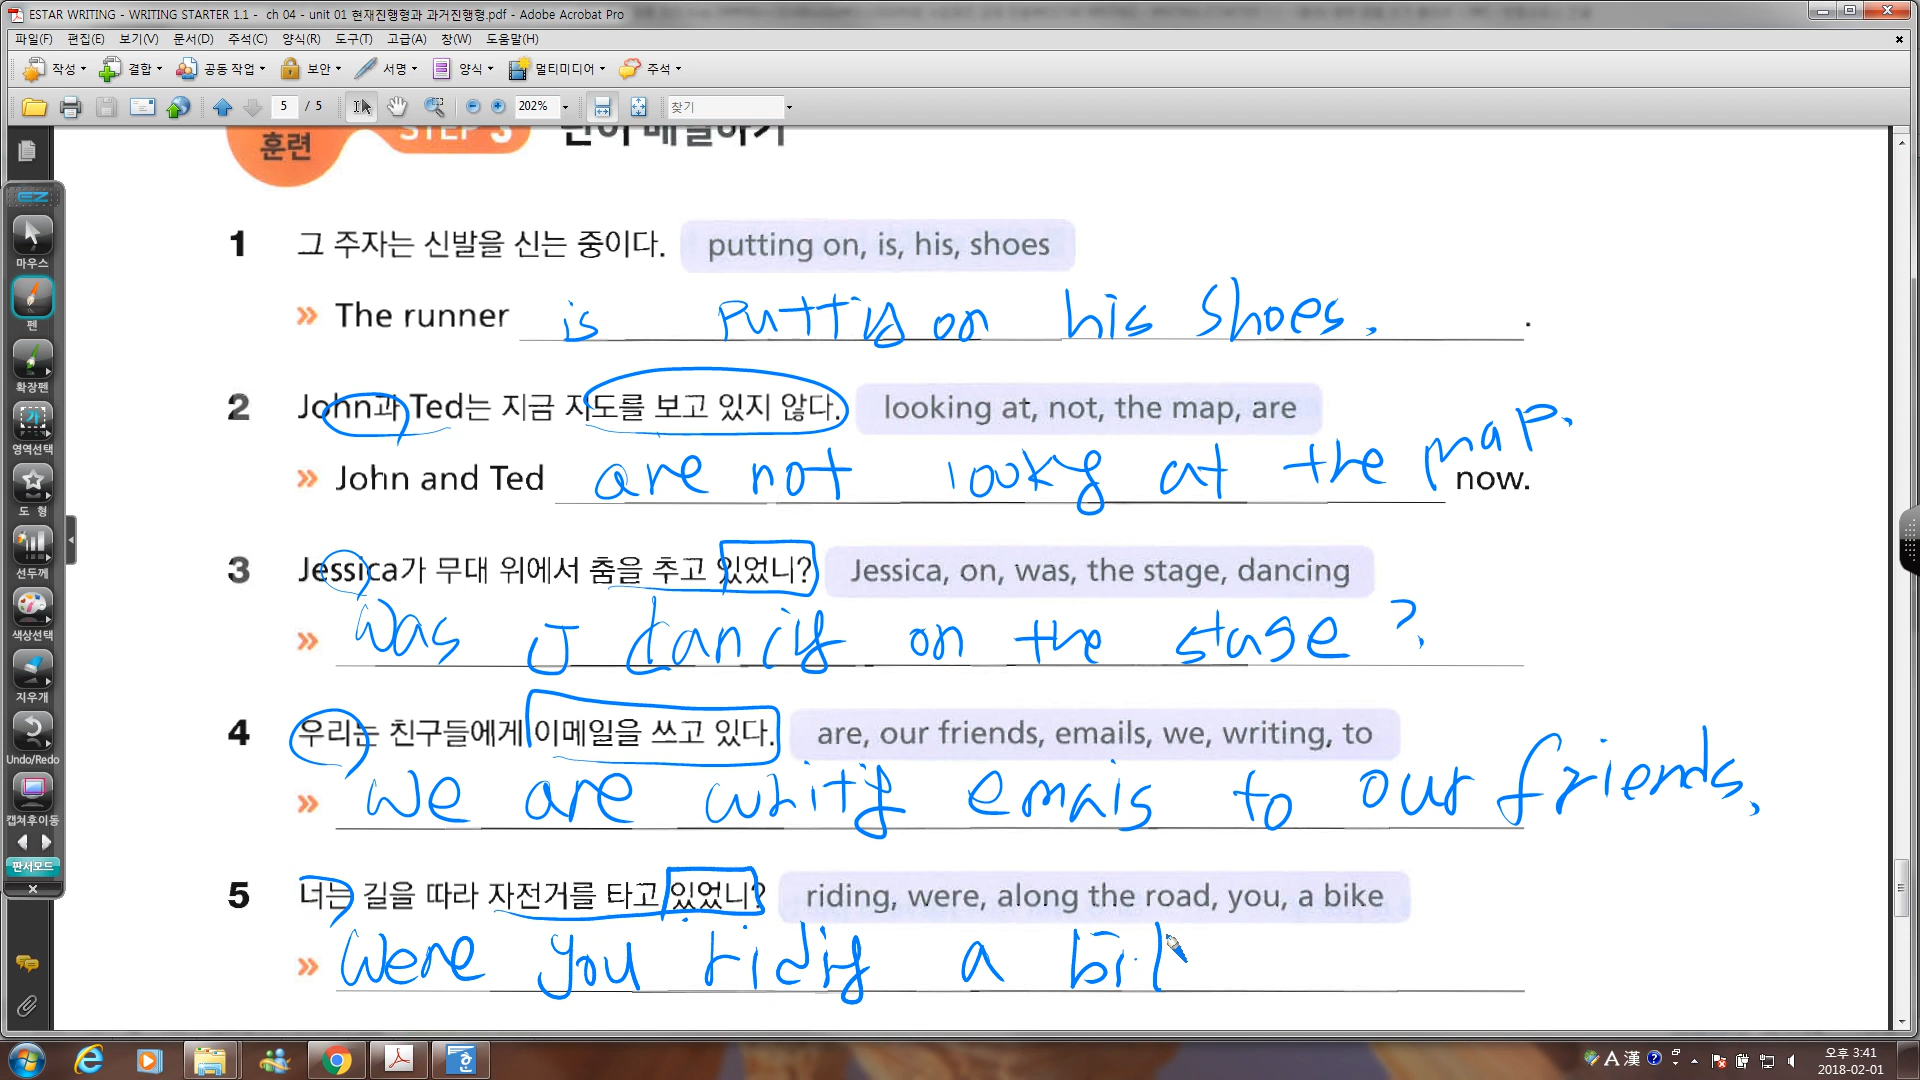 ESTAR WRITING - WRITING STARTER 1.1 - ch 04 - unit 01 현재진행형과 과거진행형.pdf - Adobe Acrobat Pro
파일(F) 편집(E) 보기(V) 문서(D) 주석(C) 양식(R) 도구(T) 고급(A) 창(W) 도움말(H)
작성 결합 공동 작업 보안 서명 양식 멀티미디어 주석
5 / 5 202% 찾기
훈련 STEP 3 단어 배열하기
EZ
마우스
펜
확장펜
영역선택
도 형
선두께
색상선택
지우개
Undo/Redo
캡쳐후이동
판서모드
1 그 주자는 신발을 신는 중이다. putting on, is, his, shoes
The runner is putting on his shoes. .
2 John과 Ted는 지금 지도를 보고 있지 않다. looking at, not, the map, are
John and Ted are not looking at the map. now.
3 Jessica가 무대 위에서 춤을 추고 있었니? Jessica, on, was, the stage, dancing
Was J dancing on the stage?
4 우리는 친구들에게 이메일을 쓰고 있다. are, our friends, emails, we, writing, to
We are writing emais to our friends.
5 너는 길을 따라 자전거를 타고 있었니? riding, were, along the road, you, a bike
Were you riding a bil
A 漢
오후 3:41
2018-02-01